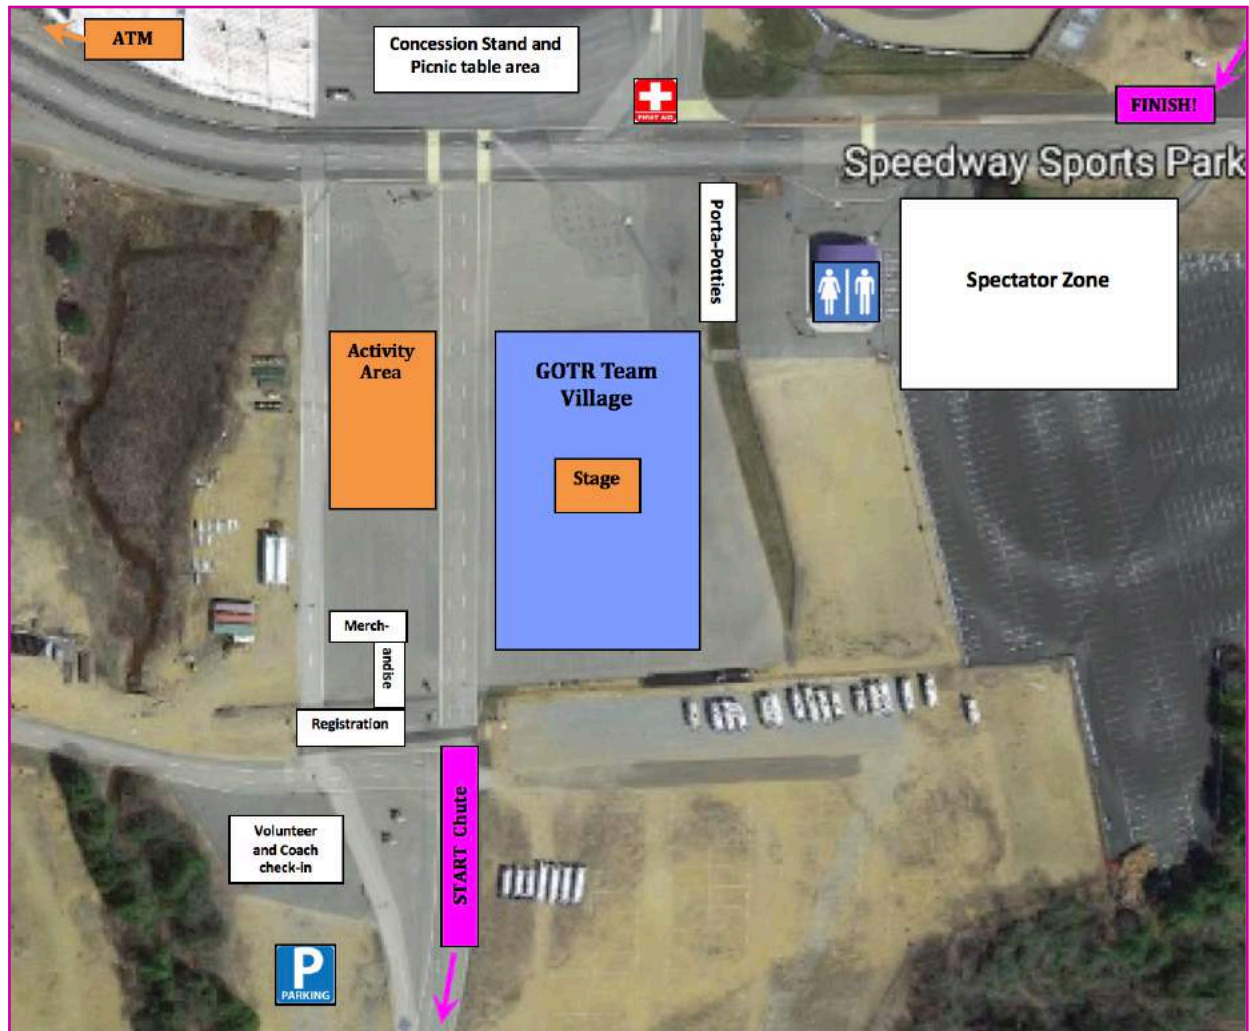 ATM
Concession Stand and
Picnic table area
FIRST AID
FINISH!
Speedway Sports Park
Porta-Potties
Spectator Zone
Activity
Area
GOTR Team
Village
Stage
Merch-
andise
Registration
START Chute
Volunteer
and Coach
check-in
P
PARKING